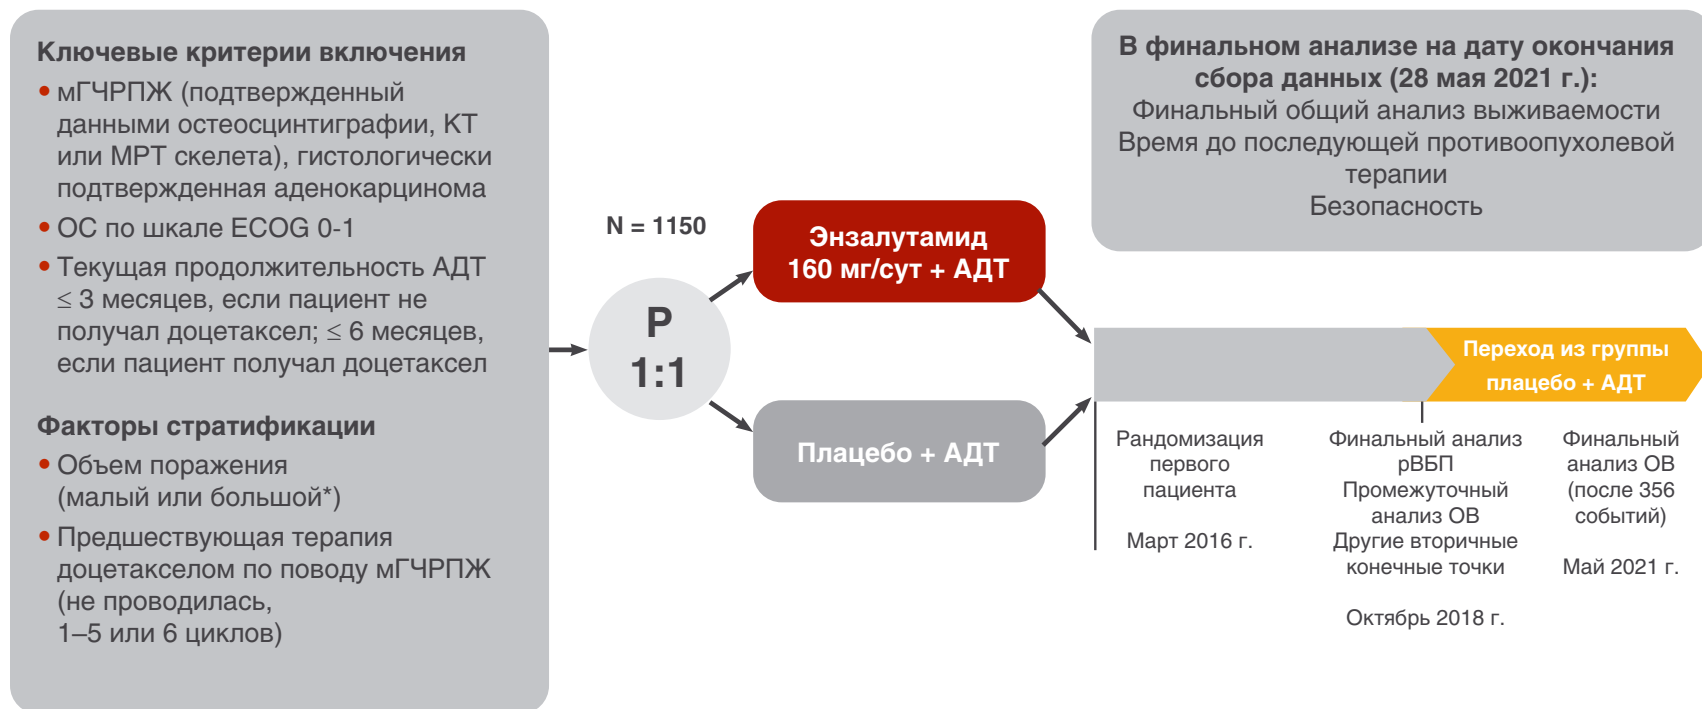 Ключевые критерии включения
• мГЧРПЖ (подтвержденный
данными остеосцинтиграфии, КТ
или МРТ скелета), гистологически
подтвержденная аденокарцинома
• ОС по шкале ECOG 0-1
• Текущая продолжительность АДТ
≤ 3 месяцев, если пациент не
получал доцетаксел; ≤ 6 месяцев,
если пациент получал доцетаксел
Факторы стратификации
• Объем поражения
(малый или большой*)
• Предшествующая терапия
доцетакселом по поводу мГЧРПЖ
(не проводилась,
1–5 или 6 циклов)
N = 1150
Р
1:1
Энзалутамид
160 мг/сут + АДТ
Плацебо + АДТ
В финальном анализе на дату окончания
сбора данных (28 мая 2021 г.):
Финальный общий анализ выживаемости
Время до последующей противоопухолевой
терапии
Безопасность
Переход из группы
плацебо + АДТ
Рандомизация
первого
пациента
Март 2016 г.
Финальный анализ
рВБП
Промежуточный
анализ ОВ
Другие вторичные
конечные точки
Октябрь 2018 г.
Финальный
анализ ОВ
(после 356
событий)
Май 2021 г.